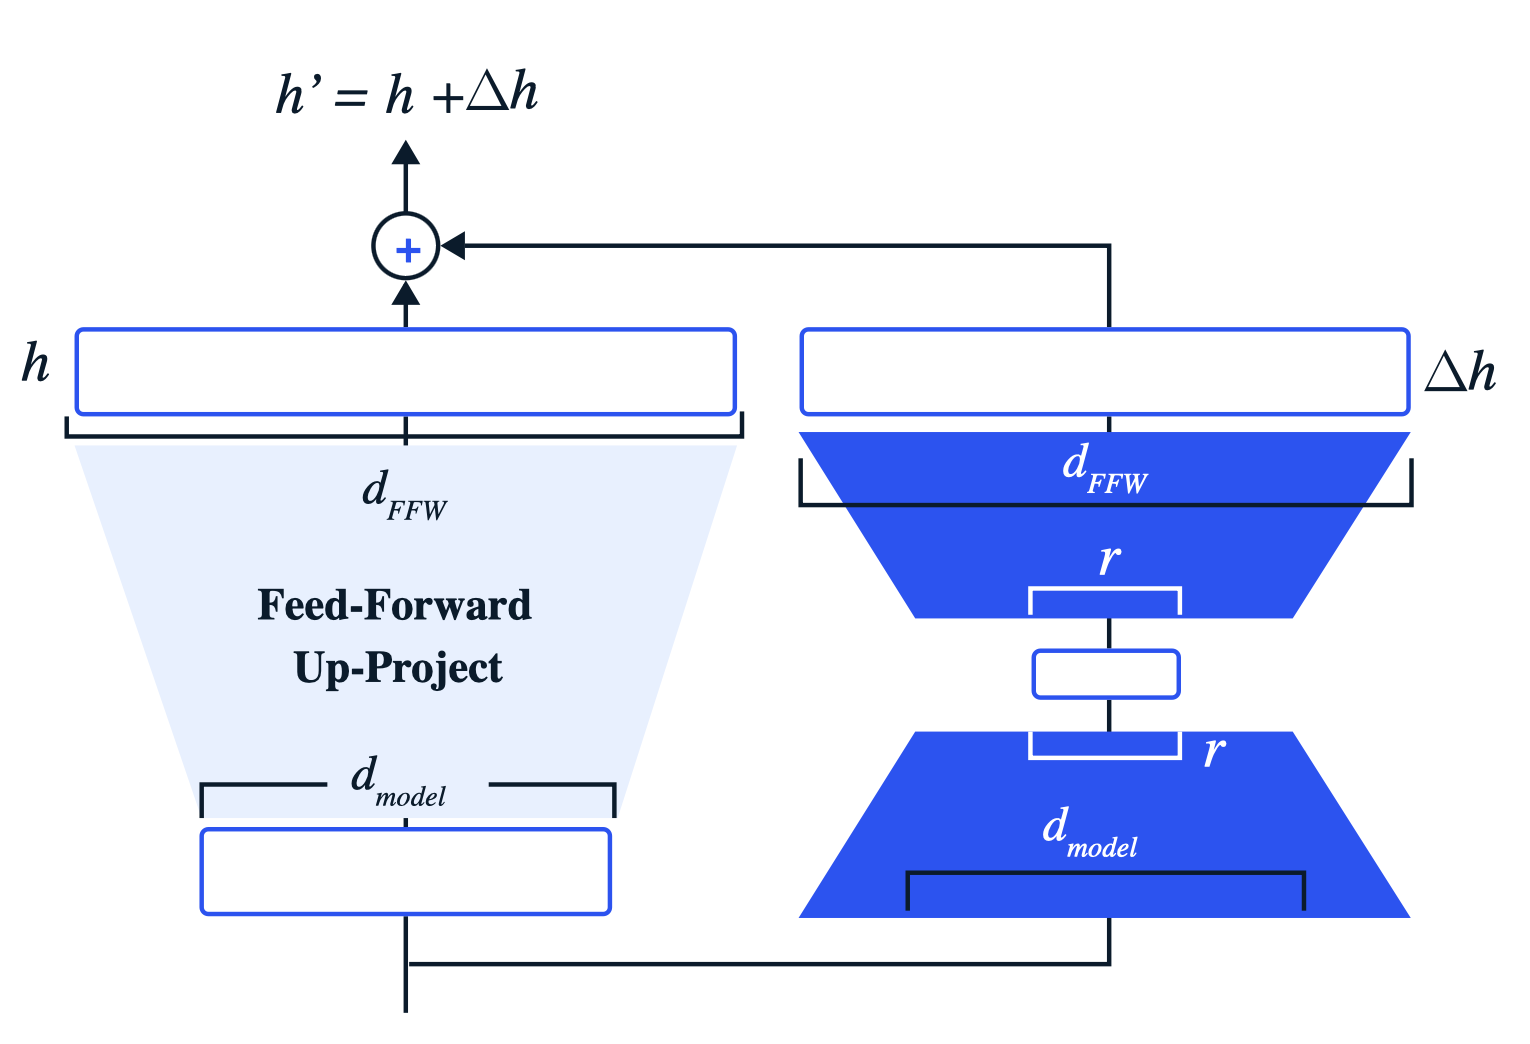 h’ = h +Δh
+
h
Δh
d_FFW
d_FFW
r
Feed-Forward
Up-Project
r
d_model
d_model